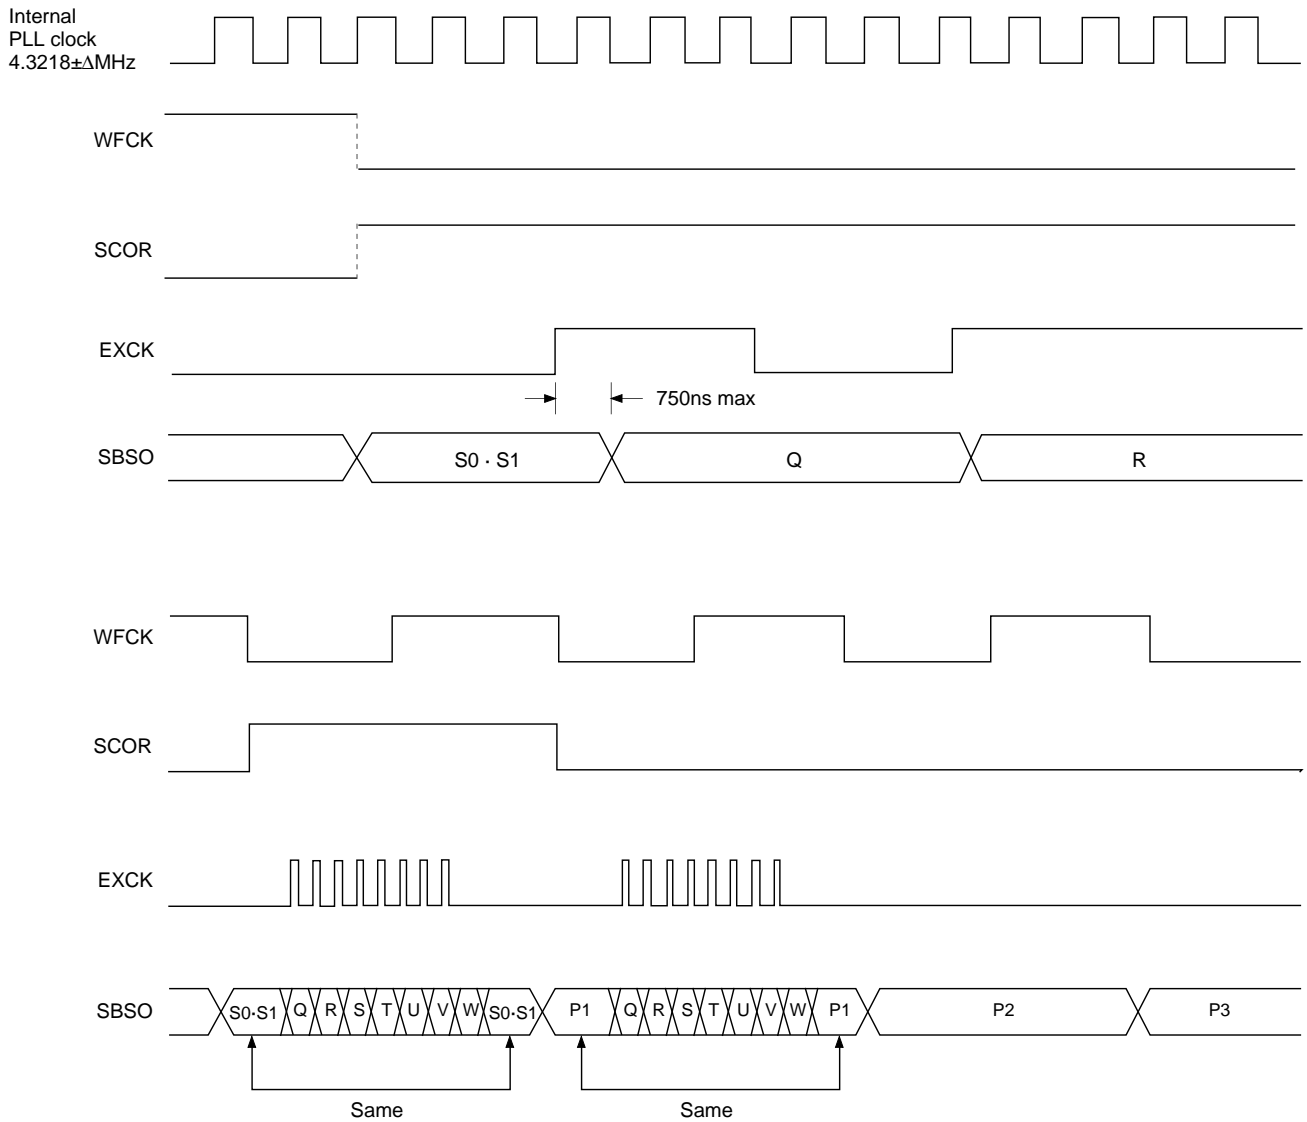 Internal
PLL clock
4.3218±ΔMHz
WFCK
SCOR
EXCK
750ns max
SBSO
S0 · S1
Q
R
WFCK
SCOR
EXCK
SBSO
S0·S1 Q R S T U V W S0·S1 P1 Q R S T U V W P1 P2 P3
Same
Same